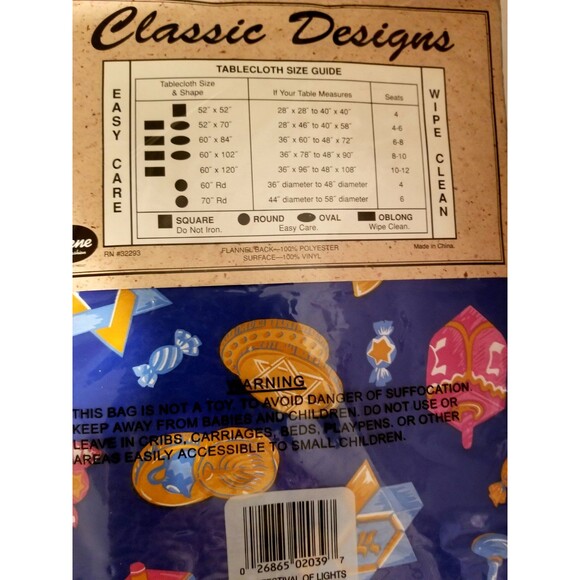 Classic Designs
TABLECLOTH SIZE GUIDE
EASY CARE
WIPE CLEAN
Tablecloth Size & Shape If Your Table Measures Seats
52" x 52" 28" x 28" to 40" x 40" 4
52" x 70" 28" x 46" to 40" x 58" 4-6
60" x 84" 36" x 60" to 48" x 72" 6-8
60" x 102" 36" x 78" to 48" x 90" 8-10
60" x 120" 36" x 96" to 48" x 108" 10-12
60" Rd 36" diameter to 48" diameter 4
70" Rd 44" diameter to 58" diameter 6
SQUARE ROUND OVAL OBLONG
Do Not Iron. Easy Care. Wipe Clean.
RN #32293 FLANNEL BACK—100% POLYESTER Made in China
SURFACE—100% VINYL
WARNING
THIS BAG IS NOT A TOY. TO AVOID DANGER OF SUFFOCATION,
KEEP AWAY FROM BABIES AND CHILDREN. DO NOT USE OR
LEAVE IN CRIBS, CARRIAGES, BEDS, PLAYPENS, OR OTHER
AREAS EASILY ACCESSIBLE TO SMALL CHILDREN.
0 26865 02039 7
FESTIVAL OF LIGHTS